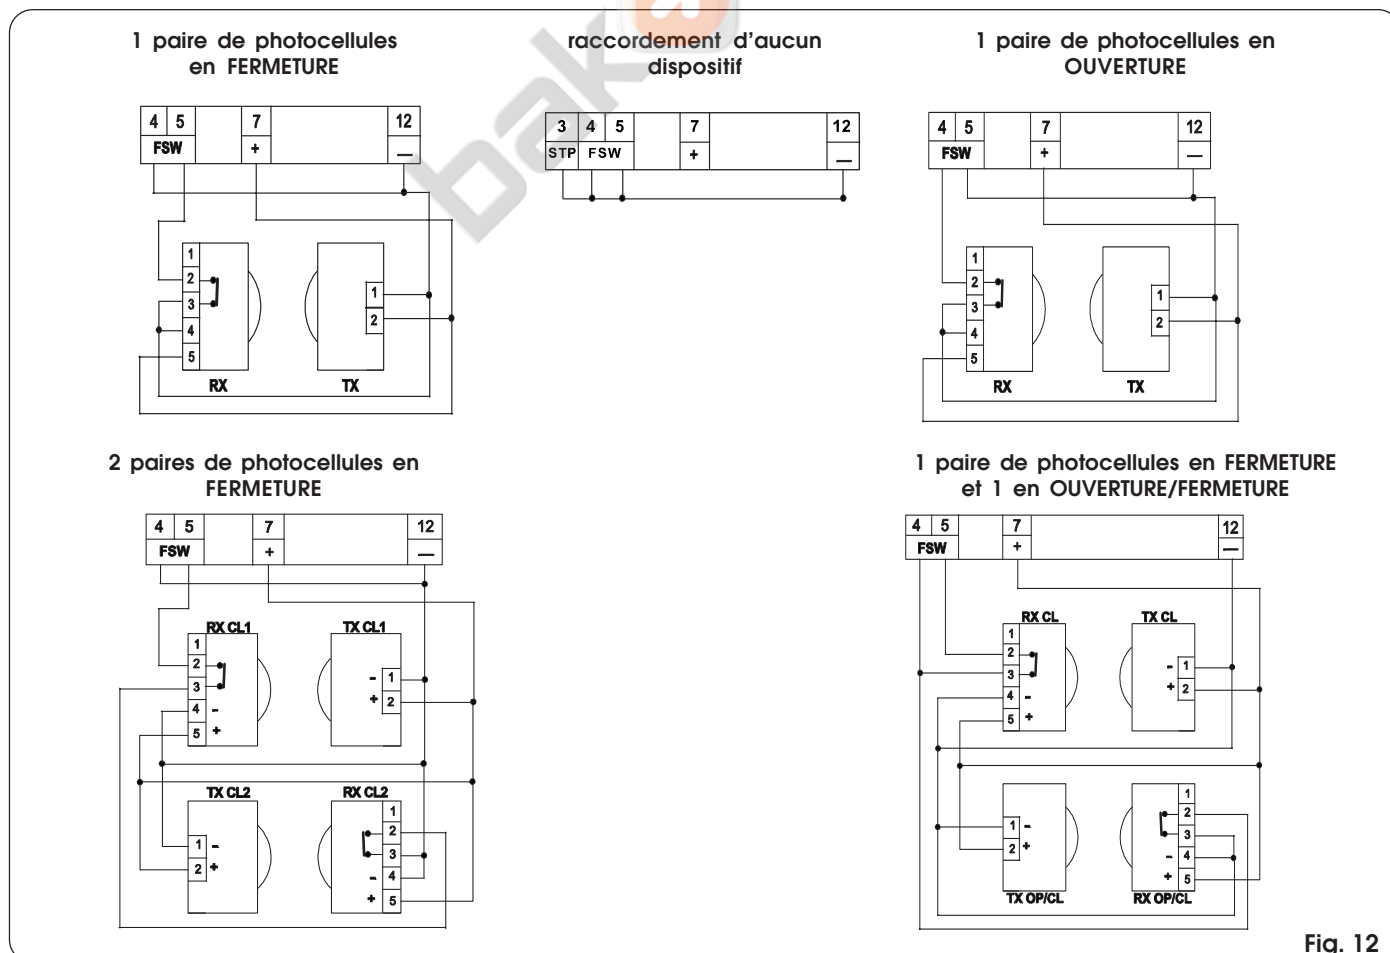 1 paire de photocellules
en FERMETURE
4 5 7 12
FSW + —
1
2
3
4
5
1
2
RX TX
raccordement d'aucun
dispositif
3 4 5 7 12
STP FSW + —
1 paire de photocellules en
OUVERTURE
4 5 7 12
FSW + —
1
2
3
4
5
1
2
RX TX
2 paires de photocellules en
FERMETURE
4 5 7 12
FSW + —
RX CL1 TX CL1
1
2
3
4 -
5 +
- 1
+ 2
TX CL2 RX CL2
1 -
2 +
1
2
3
- 4
+ 5
1 paire de photocellules en FERMETURE
et 1 en OUVERTURE/FERMETURE
4 5 7 12
FSW + —
RX CL TX CL
1
2
3
4 -
5 +
- 1
+ 2
1 -
2 +
1
2
3
- 4
+ 5
TX OP/CL RX OP/CL
Fig. 12